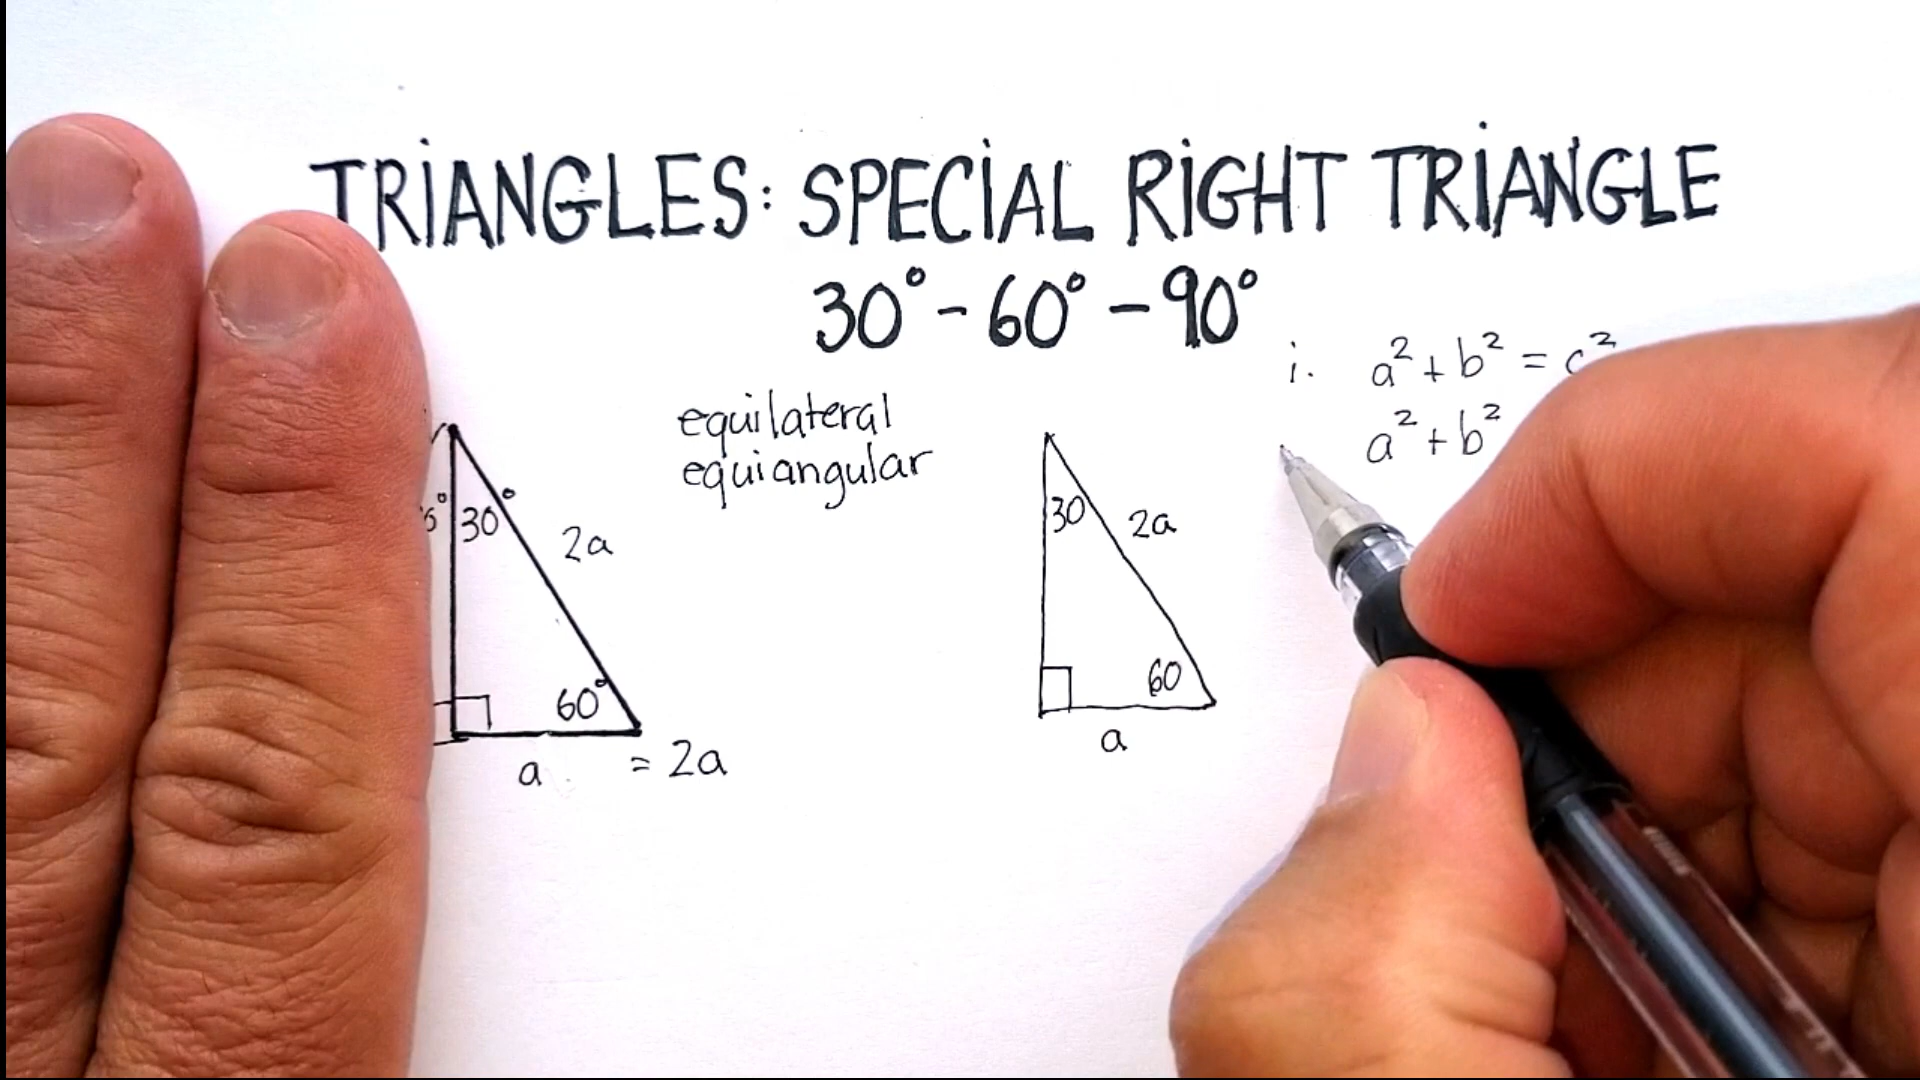 TRIANGLES: SPECIAL RIGHT TRIANGLE
30° - 60° - 90°
i. a² + b² = c²
a² + b²
equilateral
equiangular
30°
2a
60°
a = 2a
30
2a
60
a